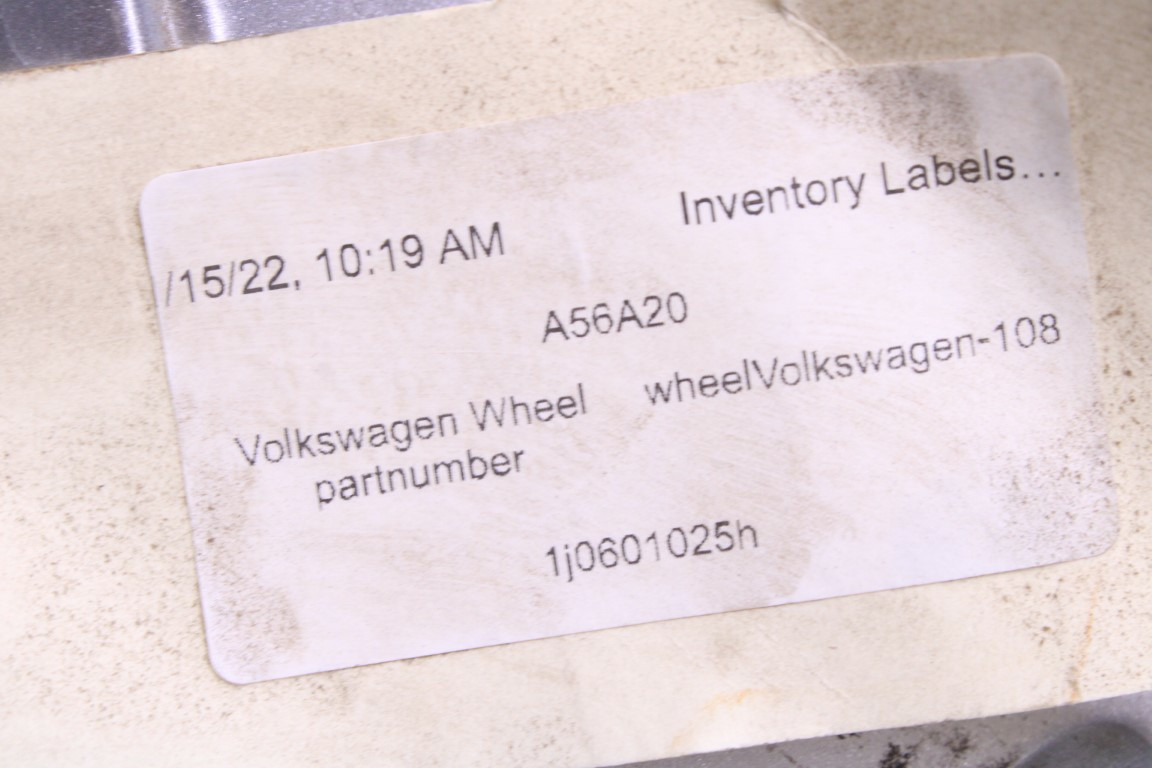 /15/22, 10:19 AM Inventory Labels...
A56A20
Volkswagen Wheel wheelVolkswagen-108
partnumber
1j0601025h